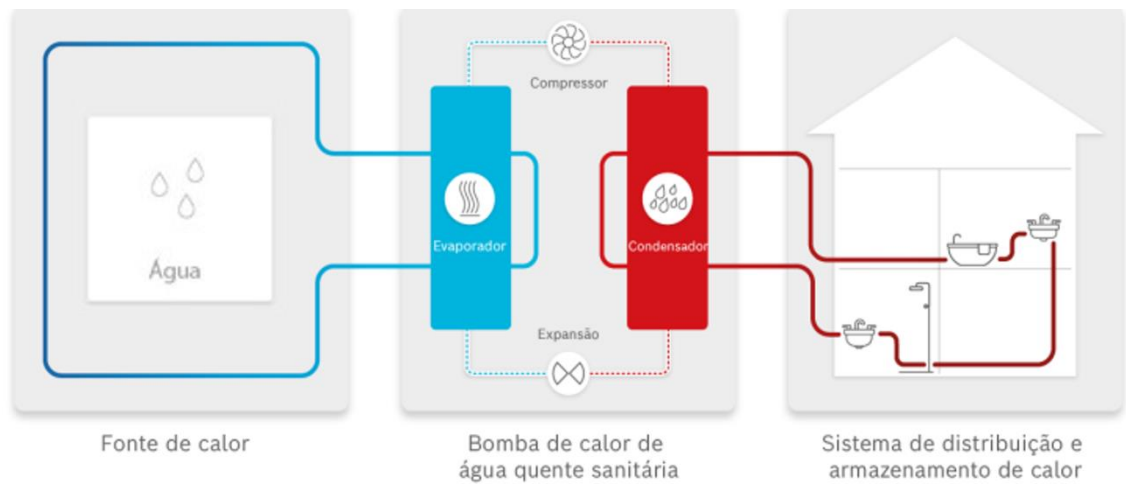 Compressor
Água
Evaporador
Condensador
Expansão
Fonte de calor
Bomba de calor de
água quente sanitária
Sistema de distribuição e
armazenamento de calor